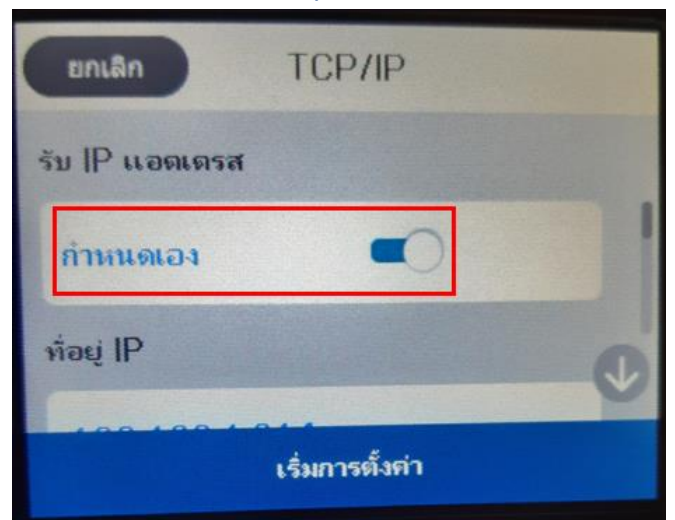 ยกเลิก TCP/IP
รับ IP แอดเดรส
กำหนดเอง
ที่อยู่ IP
เริ่มการตั้งค่า